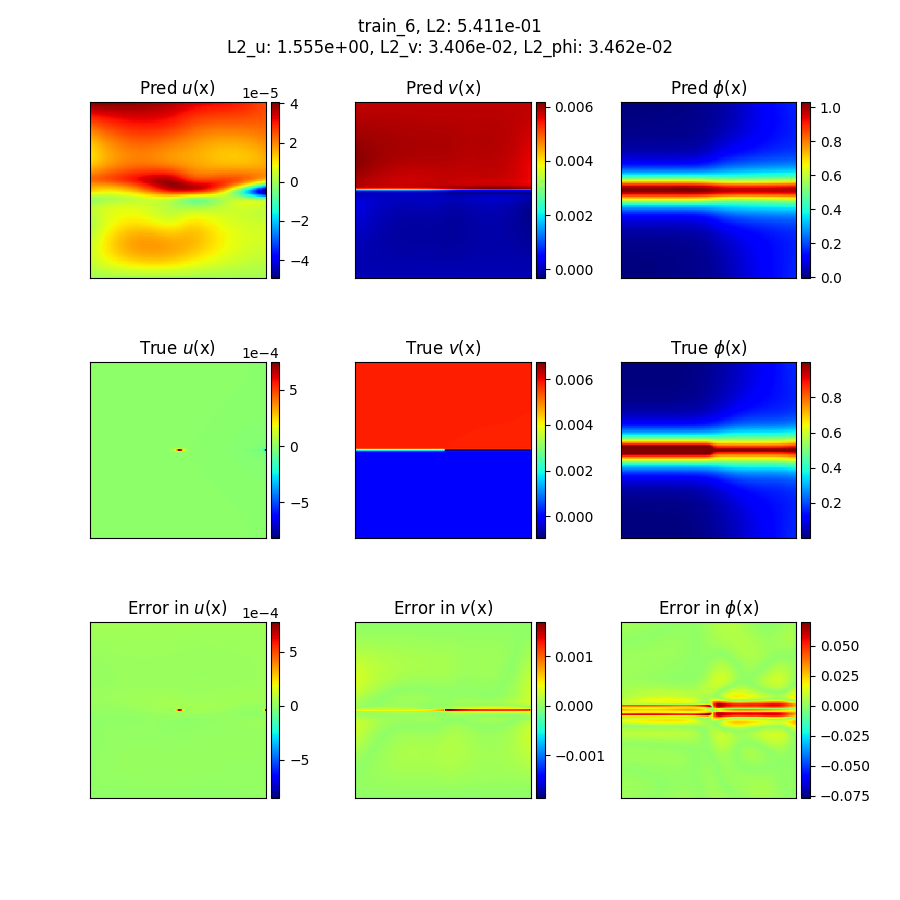 train_6, L2: 5.411e-01
L2_u: 1.555e+00, L2_v: 3.406e-02, L2_phi: 3.462e-02
Pred u(x)
1e−5
4
2
0
−2
−4
Pred v(x)
0.006
0.004
0.002
0.000
Pred ϕ(x)
1.0
0.8
0.6
0.4
0.2
0.0
True u(x)
1e−4
5
0
−5
True v(x)
0.006
0.004
0.002
0.000
True ϕ(x)
0.8
0.6
0.4
0.2
Error in u(x)
1e−4
5
0
−5
Error in v(x)
0.001
0.000
−0.001
Error in ϕ(x)
0.050
0.025
0.000
−0.025
−0.050
−0.075